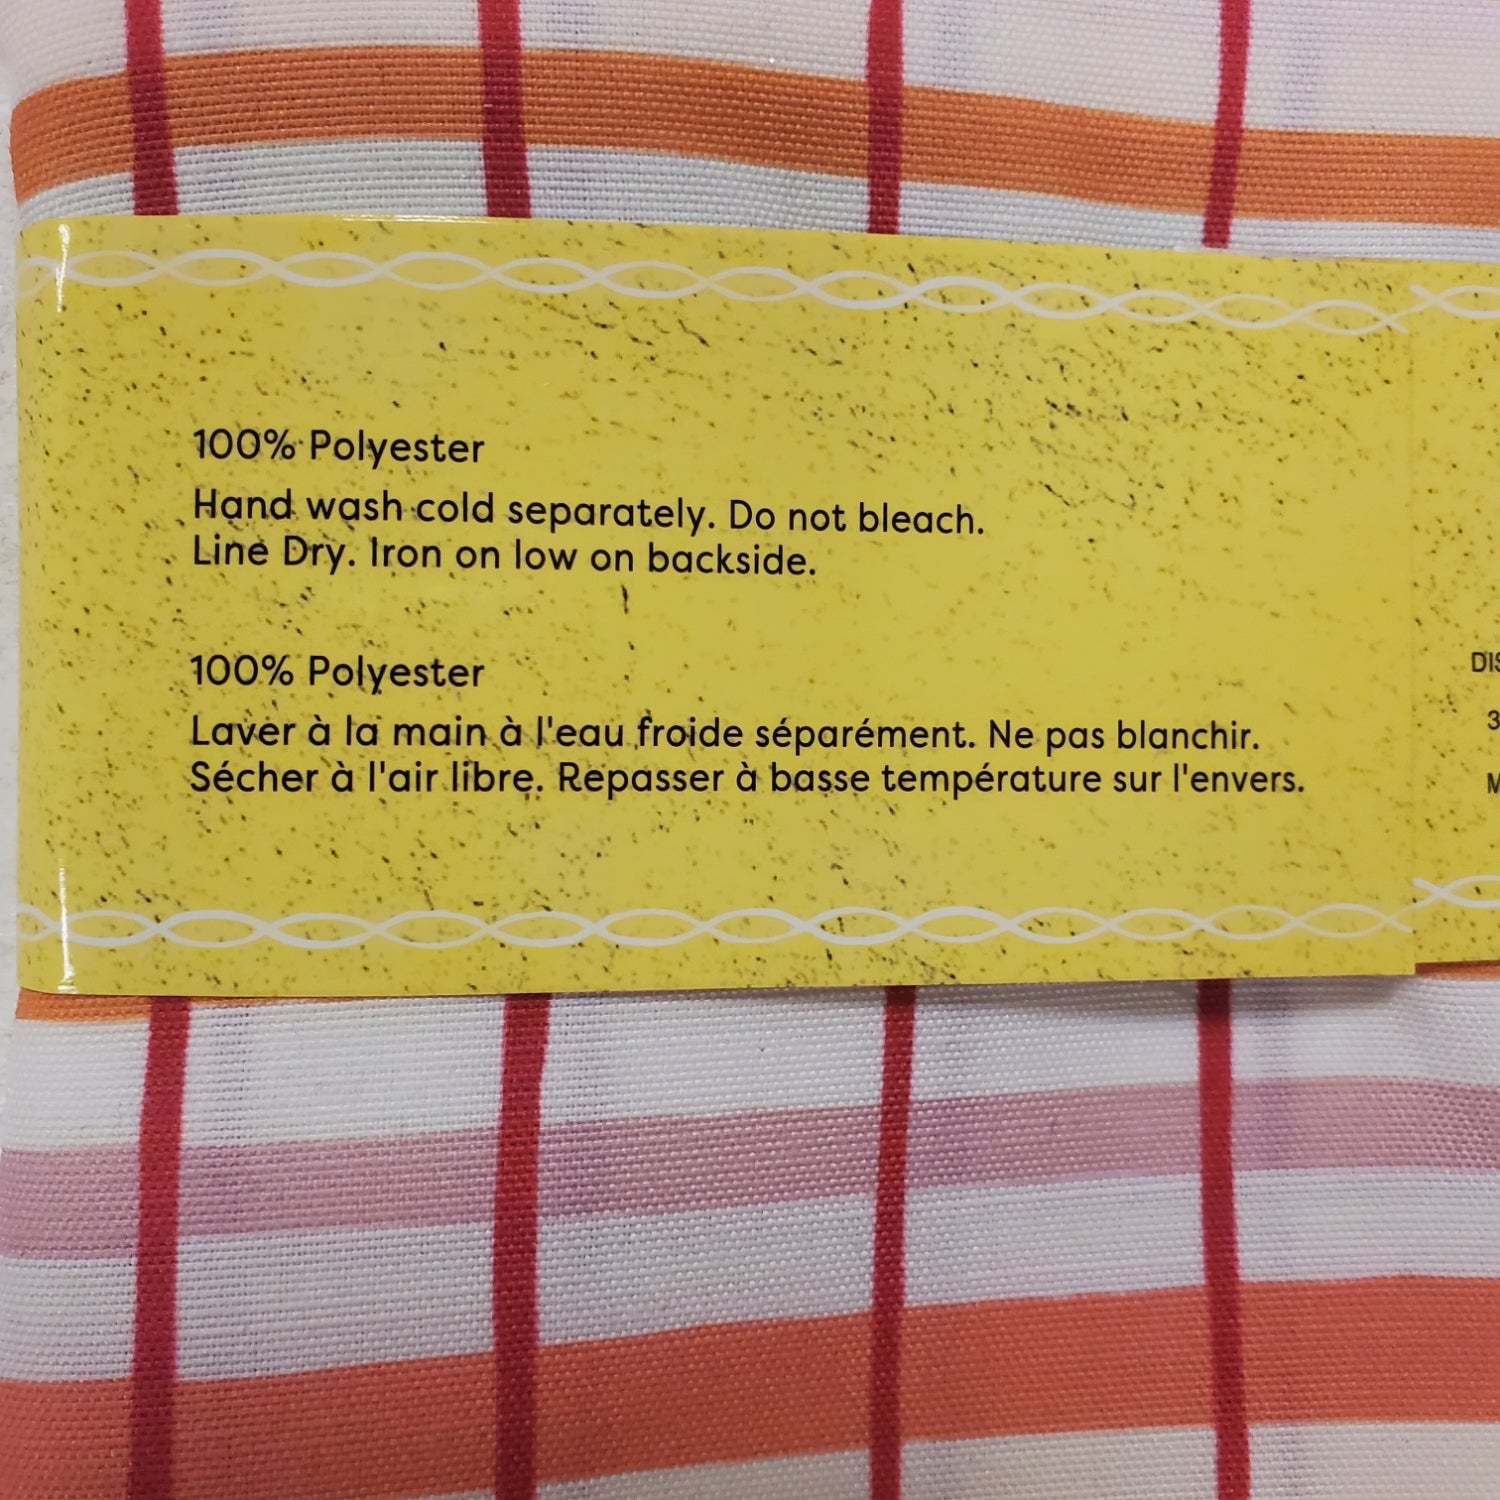 100% Polyester
Hand wash cold separately. Do not bleach.
Line Dry. Iron on low on backside.
100% Polyester
Laver à la main à l'eau froide séparément. Ne pas blanchir.
Sécher à l'air libre. Repasser à basse température sur l'envers.